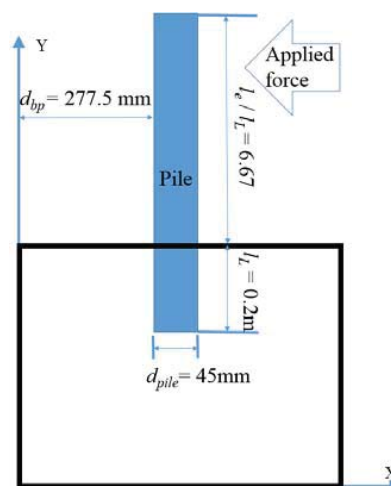 Y
Applied
force
d_bp = 277.5 mm
l_e / l_L = 6.67
Pile
l_L = 0.2m
d_pile = 45mm
X